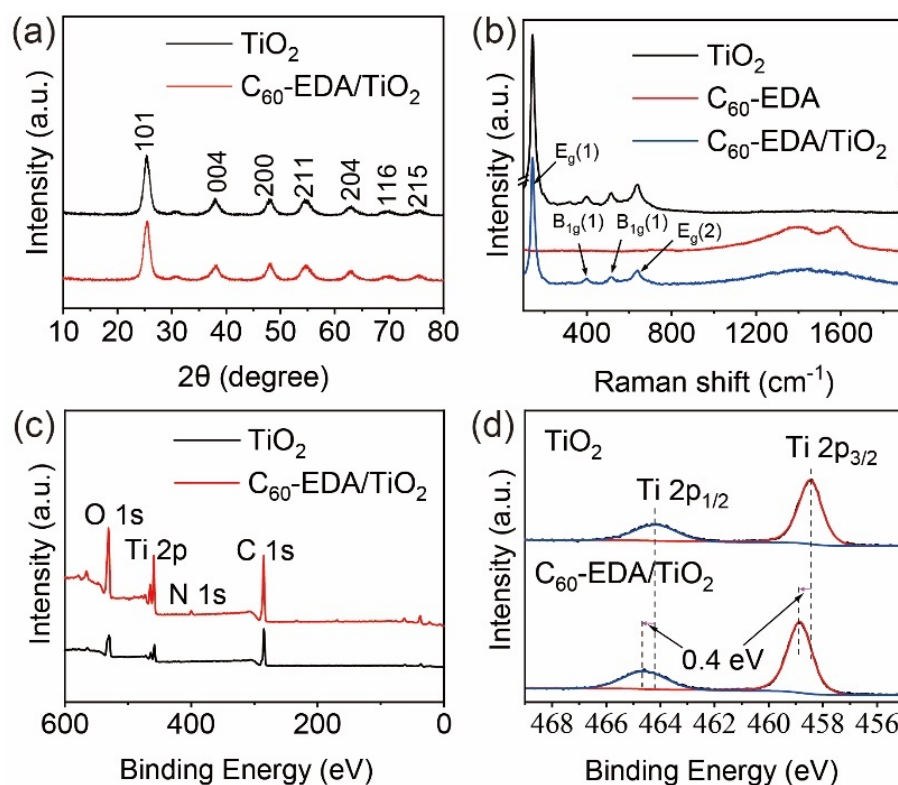 (a)
TiO₂
C₆₀-EDA/TiO₂
101
004
200
211
204
116
215
Intensity (a.u.)
10 20 30 40 50 60 70 80
2θ (degree)
(b)
TiO₂
C₆₀-EDA
C₆₀-EDA/TiO₂
E_g(1)
B₁g(1)
B₁g(1)
E_g(2)
Intensity (a.u.)
400 800 1200 1600
Raman shift (cm⁻¹)
(c)
TiO₂
C₆₀-EDA/TiO₂
O 1s
Ti 2p
N 1s
C 1s
Intensity (a.u.)
600 400 200 0
Binding Energy (eV)
(d)
TiO₂
Ti 2p₃/₂
Ti 2p₁/₂
C₆₀-EDA/TiO₂
0.4 eV
Intensity (a.u.)
468 466 464 462 460 458 456
Binding Energy (eV)